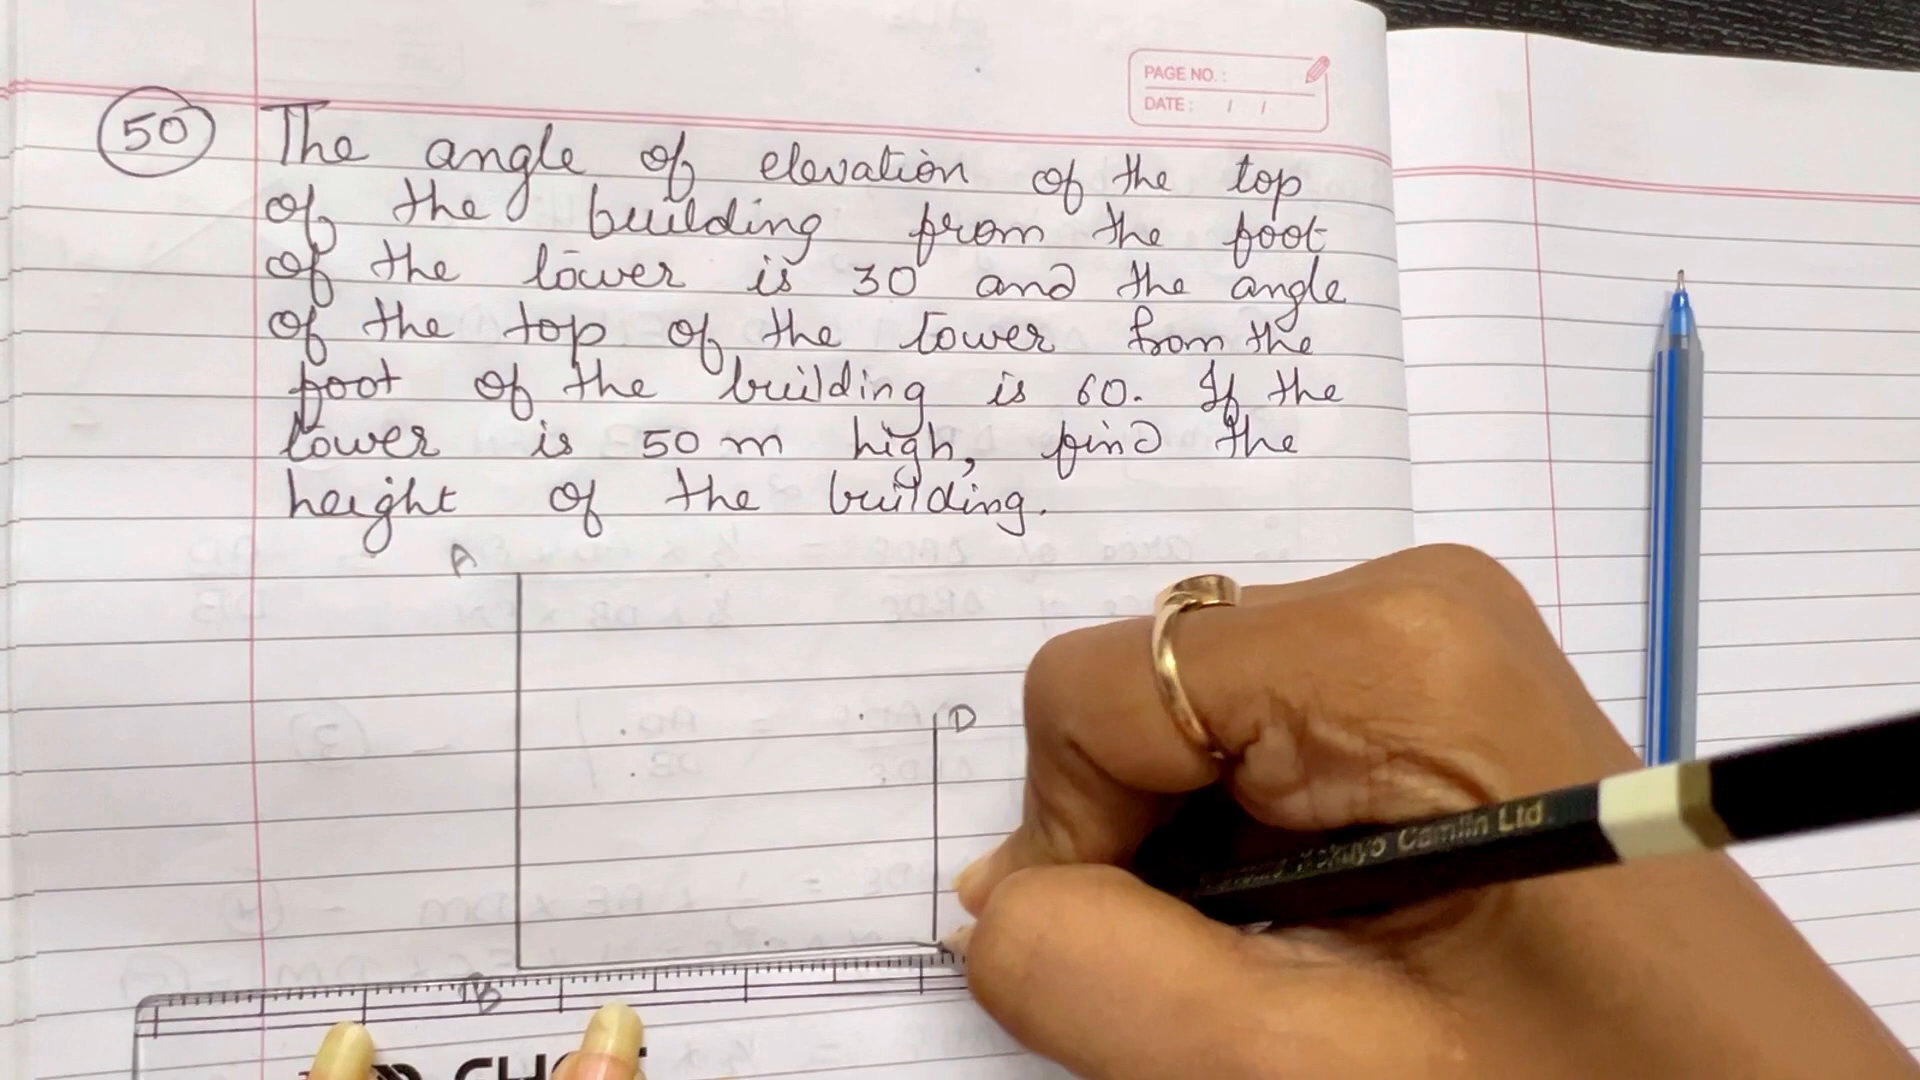 PAGE NO. :
DATE : / /
50 The angle of elevation of the top
of the building from the foot
of the tower is 30 and the angle
of the top of the tower from the
foot of the building is 60. If the
tower is 50 m high, find the
height of the building.
A
D
B
Kokuyo Camlin Ltd